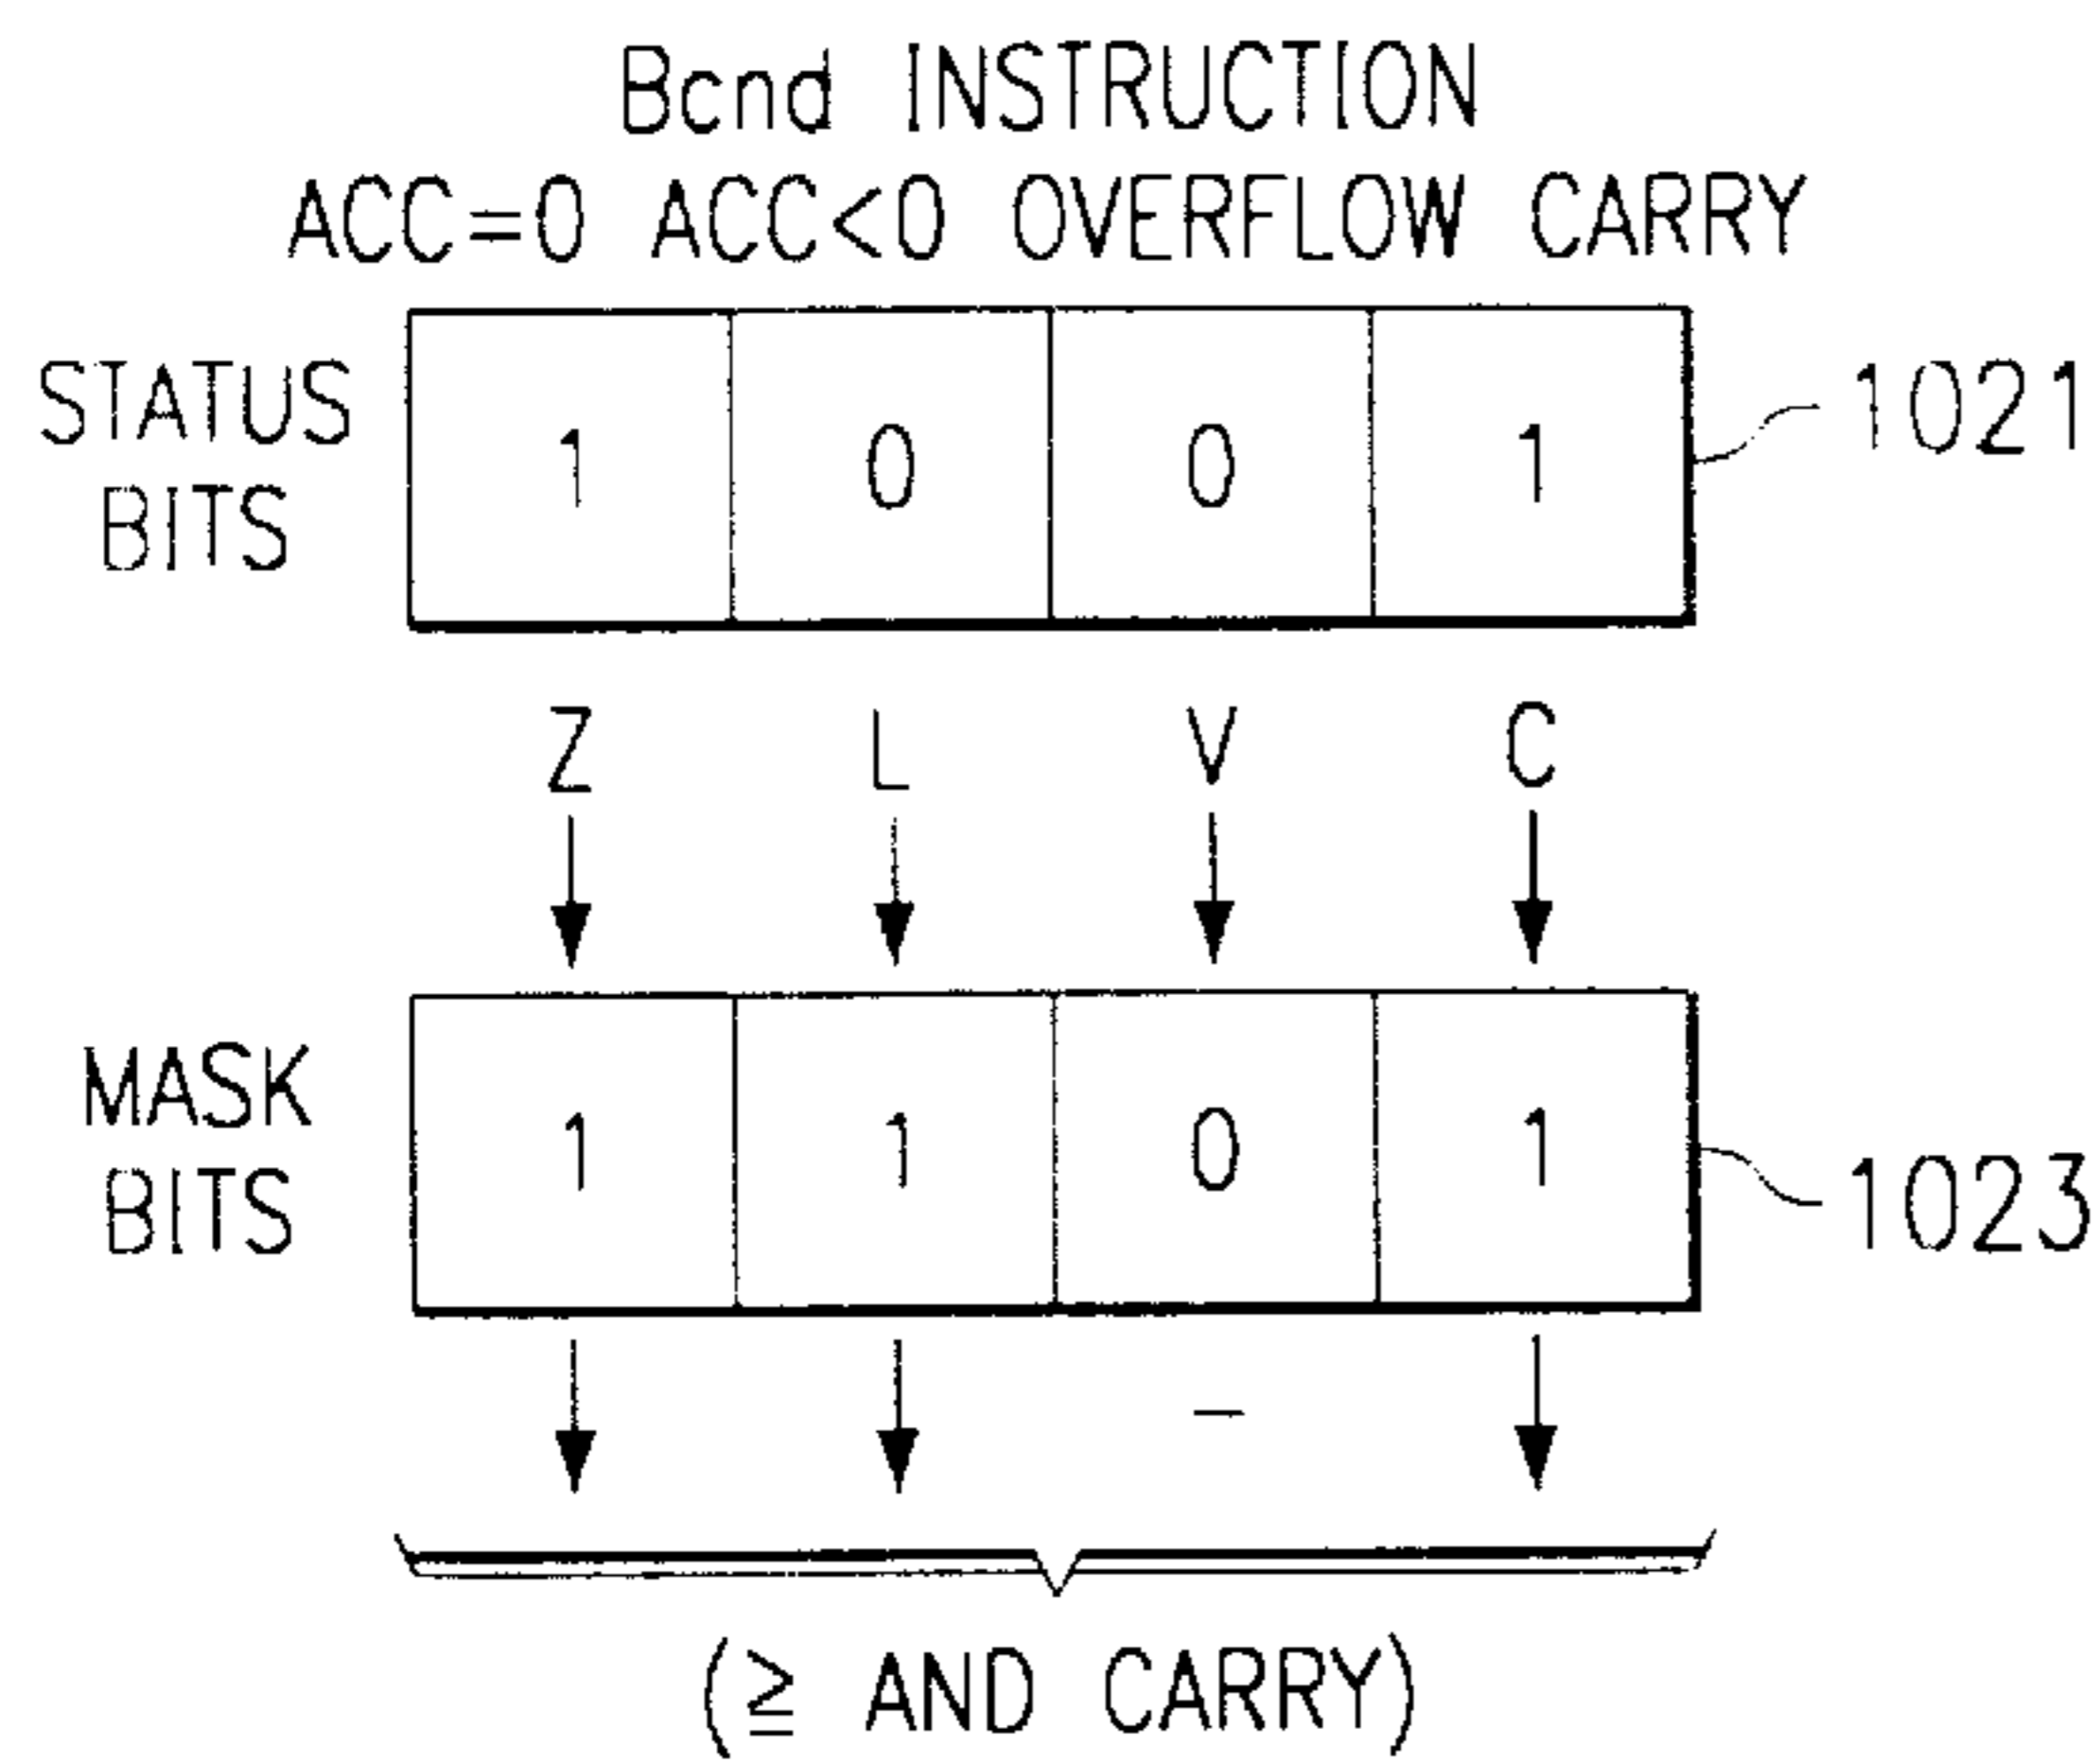 Bcnd INSTRUCTION
ACC=0 ACC<0 OVERFLOW CARRY
STATUS
BITS
1 0 0 1
1021
Z L V C
MASK
BITS
1 1 0 1
1023
–
(≧ AND CARRY)